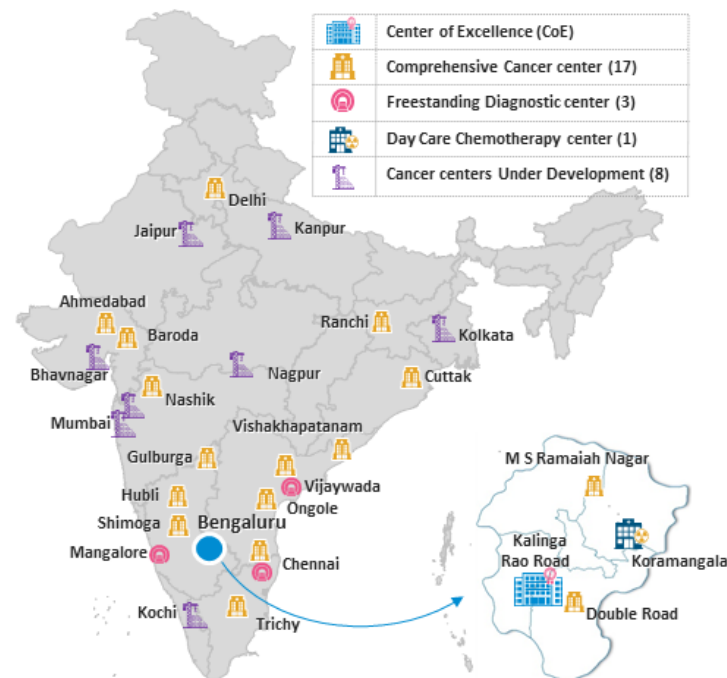 Center of Excellence (CoE)
Comprehensive Cancer center (17)
Freestanding Diagnostic center (3)
Day Care Chemotherapy center (1)
Cancer centers Under Development (8)
Delhi
Jaipur
Kanpur
Ahmedabad
Baroda
Ranchi
Kolkata
Bhavnagar
Nagpur
Cuttak
Nashik
Mumbai
Vishakhapatanam
Gulburga
Vijaywada
Hubli
Ongole
Shimoga
Bengaluru
Mangalore
Chennai
Kochi
Trichy
M S Ramaiah Nagar
Kalinga
Rao Road
Koramangala
Double Road